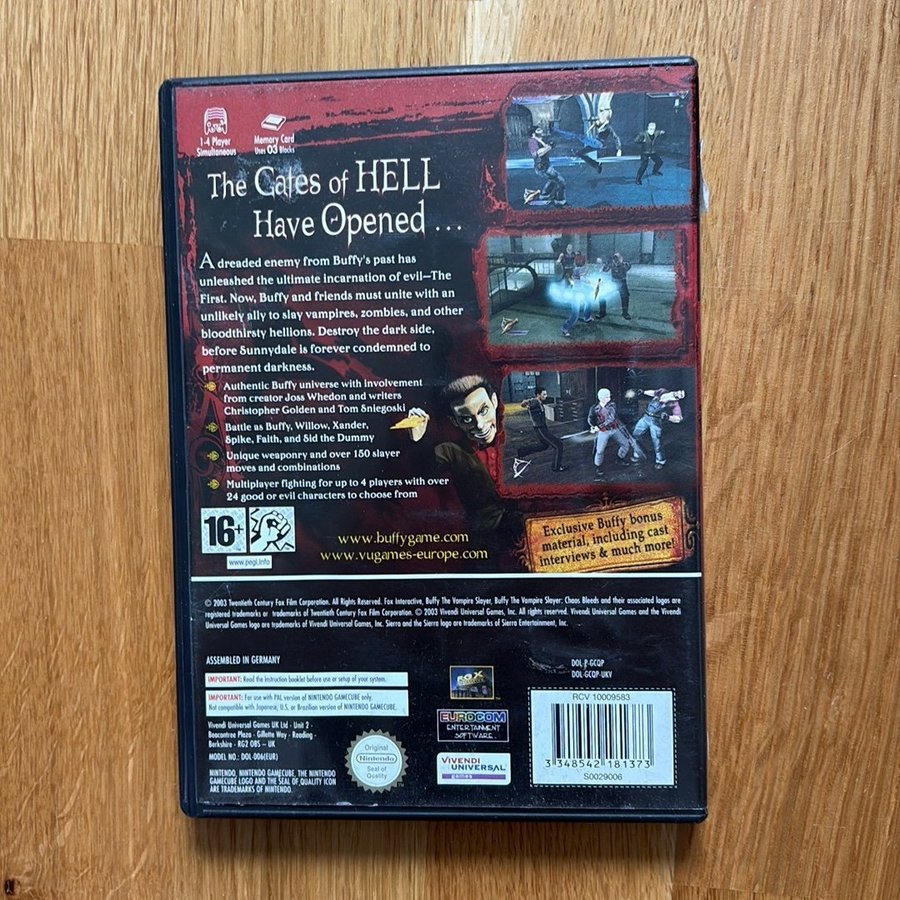 1-4 Player
Simultaneous
Memory Card
Uses 03 Blocks
The Gates of HELL
Have Opened ...
A dreaded enemy from Buffy's past has
unleashed the ultimate incarnation of evil—The
First. Now, Buffy and friends must unite with an
unlikely ally to slay vampires, zombies, and other
bloodthirsty hellions. Destroy the dark side,
before Sunnydale is forever condemned to
permanent darkness.
Authentic Buffy universe with involvement
from creator Joss Whedon and writers
Christopher Golden and Tom Sniegoski
Battle as Buffy, Willow, Xander,
Spike, Faith, and Sid the Dummy
Unique weaponry and over 150 slayer
moves and combinations
Multiplayer fighting for up to 4 players with over
24 good or evil characters to choose from
16+
www.pegi.info
www.buffygame.com
www.vugames-europe.com
Exclusive Buffy bonus
material, including cast
interviews & much more!
© 2003 Twentieth Century Fox Film Corporation. All Rights Reserved. Fox Interactive, Buffy The Vampire Slayer, Buffy The Vampire Slayer: Chaos Bleeds and their associated logos are
registered trademarks or trademarks of Twentieth Century Fox Film Corporation. © 2003 Vivendi Universal Games, Inc. All rights reserved. Vivendi Universal Games and the Vivendi
Universal Games logo are trademarks of Vivendi Universal Games, Inc. Sierra and the Sierra logo are trademarks of Sierra Entertainment, Inc.
ASSEMBLED IN GERMANY
IMPORTANT: Read the instruction booklet before use or setup of your system.
IMPORTANT: For use with PAL version of NINTENDO GAMECUBE only.
Not compatible with Japanese, U.S. or Brazilian version of NINTENDO GAMECUBE.
Vivendi Universal Games UK Ltd - Unit 2 -
Beacontree Plaza - Gillette Way - Reading -
Berkshire - RG2 0BS - UK
MODEL NO.: DOL-006(EUR)
NINTENDO, NINTENDO GAMECUBE, THE NINTENDO
GAMECUBE LOGO AND THE SEAL OF QUALITY ICON
ARE TRADEMARKS OF NINTENDO.
Original
Nintendo
Seal of
Quality
FOX
EUROCOM
ENTERTAINMENT
SOFTWARE
VIVENDI
UNIVERSAL
games
DOL-P-GCQP
DOL-GCQP-UKV
RCV 10009583
3 348542 181373
S0029006